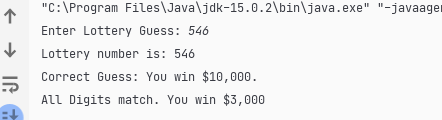 "C:\Program Files\Java\jdk-15.0.2\bin\java.exe" "-javaagen
Enter Lottery Guess: 546
Lottery number is: 546
Correct Guess: You win $10,000.
All Digits match. You win $3,000